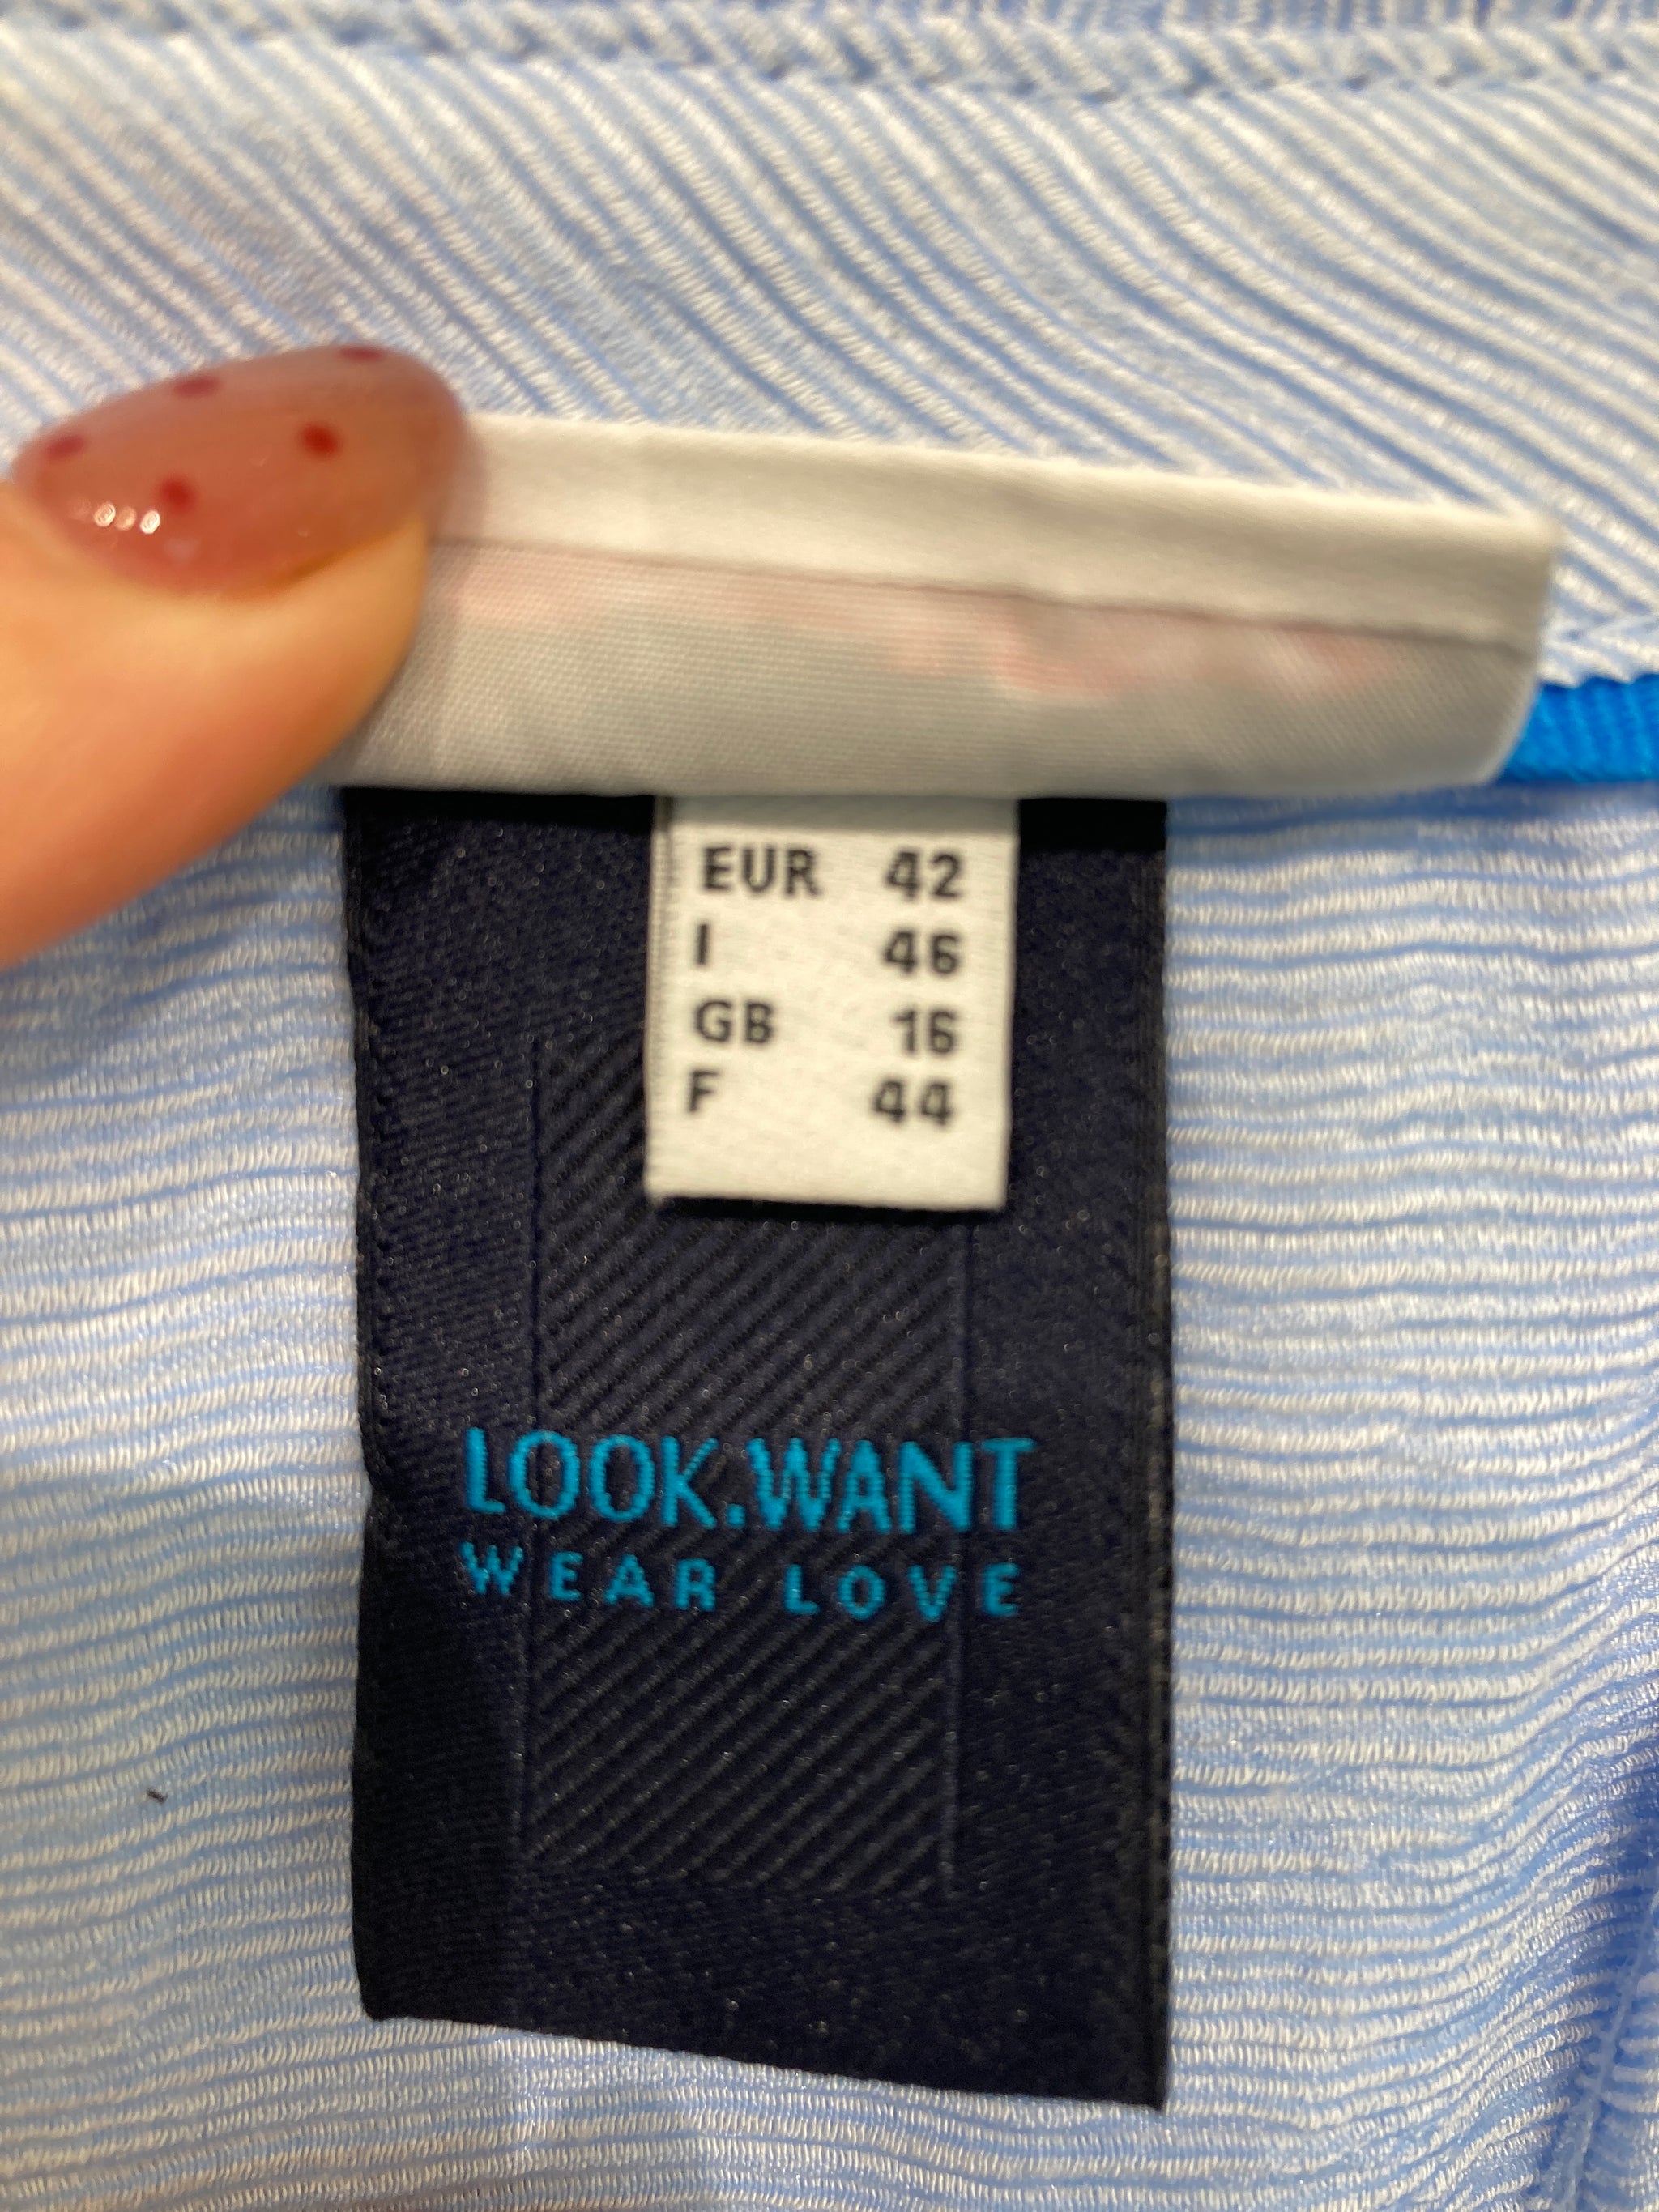 EUR 42
I 46
GB 16
F 44
LOOK.WANT
WEAR LOVE